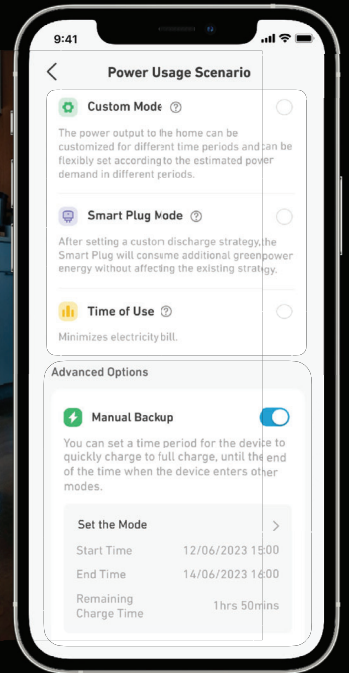 9:41
Power Usage Scenario
Custom Mode ?
The power output to the home can be
customized for different time periods and can be
flexibly set according to the estimated power
demand in different periods.
Smart Plug Mode ?
After setting a custom discharge strategy, the
Smart Plug will consume additional green power
energy without affecting the existing strategy.
Time of Use ?
Minimizes electricity bill.
Advanced Options
Manual Backup
You can set a time period for the device to
quickly charge to full charge, until the end
of the time when the device enters other
modes.
Set the Mode
Start Time 12/06/2023 15:00
End Time 14/06/2023 16:00
Remaining
Charge Time 1hrs 50mins